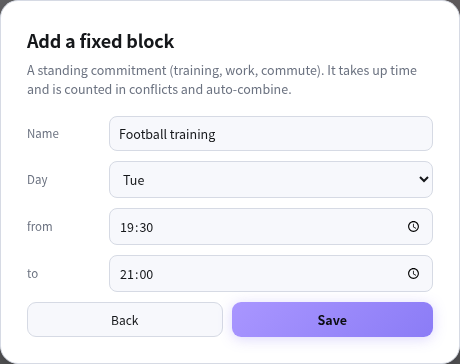 Add a fixed block
A standing commitment (training, work, commute). It takes up time
and is counted in conflicts and auto-combine.
Name
Football training
Day
Tue
from
19:30
to
21:00
Back
Save